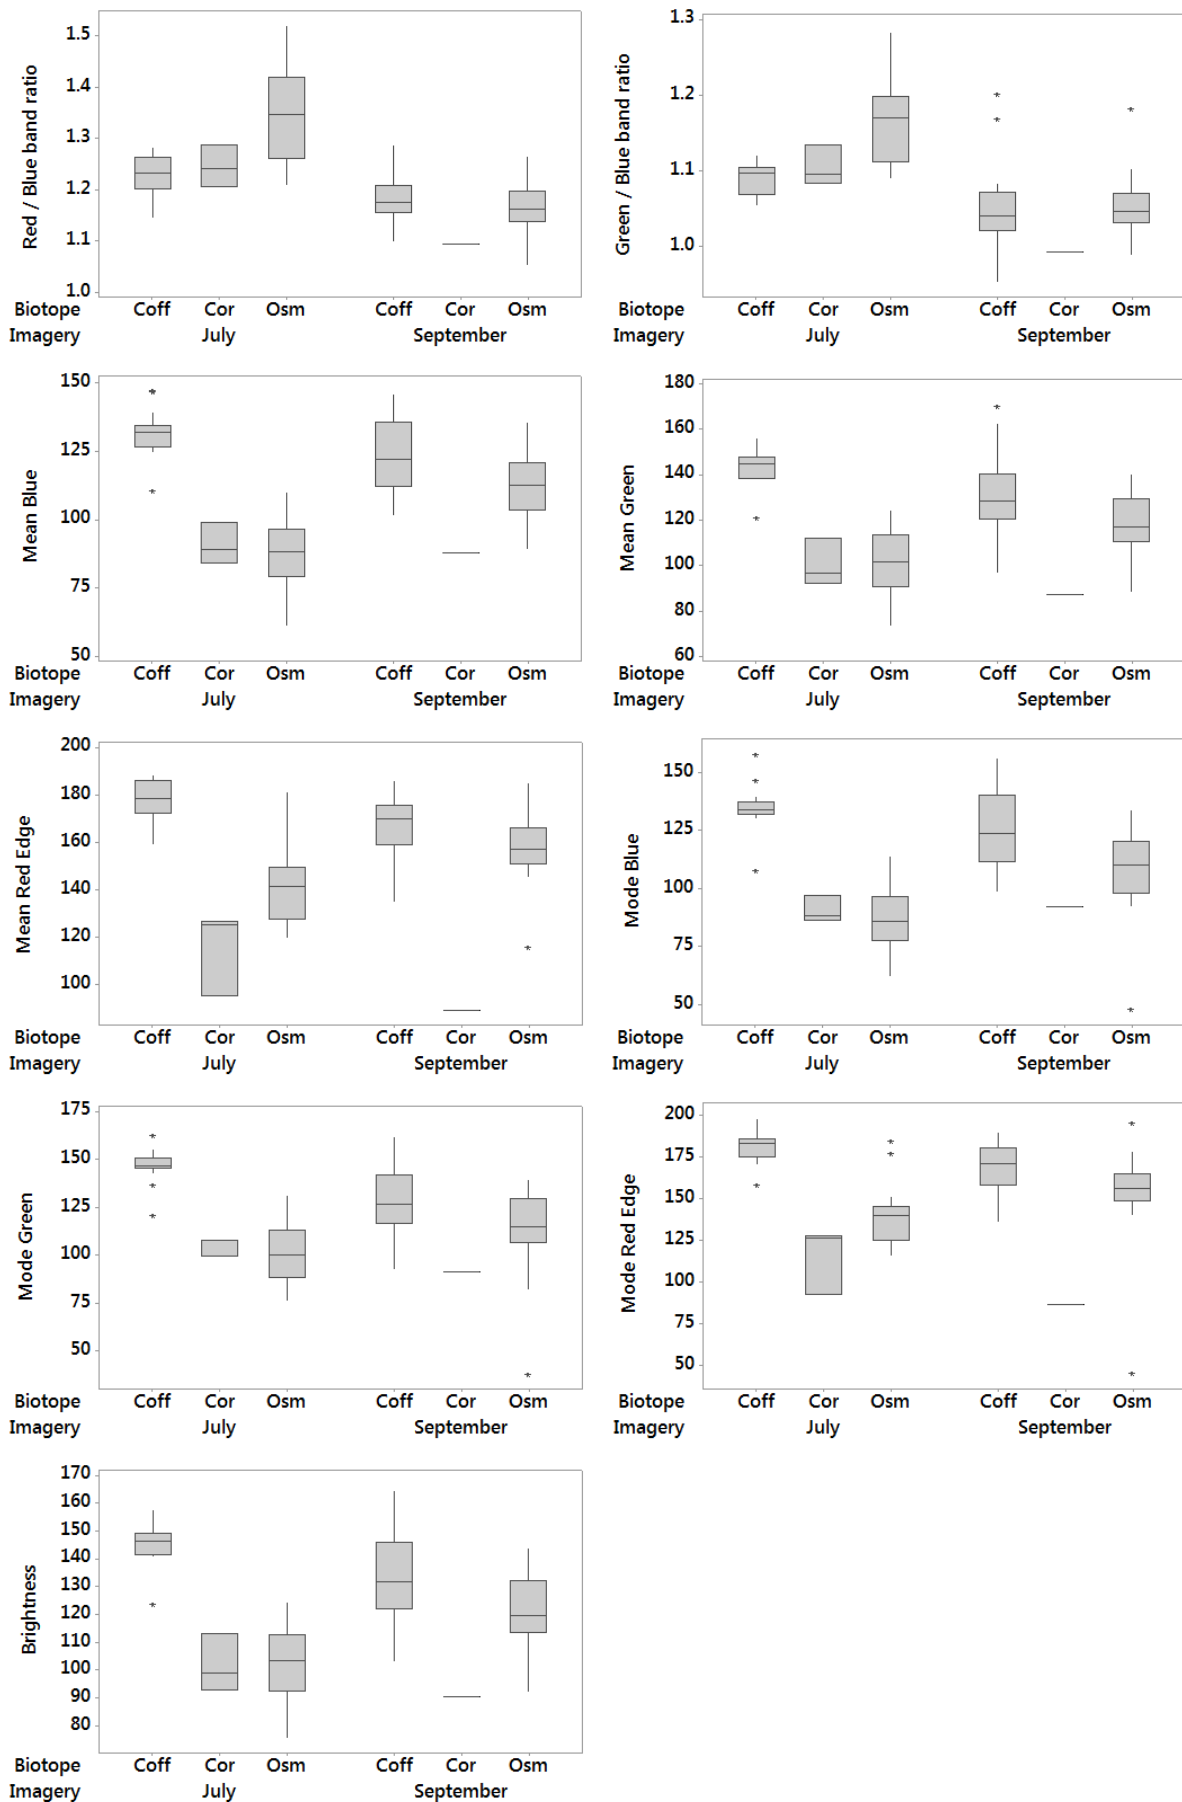 Red / Blue band ratio
1.5
1.4
1.3
1.2
1.1
1.0
Biotope Coff Cor Osm Coff Cor Osm
Imagery July September
Green / Blue band ratio
1.3
1.2
1.1
1.0
Biotope Coff Cor Osm Coff Cor Osm
Imagery July September
Mean Blue
150
125
100
75
50
Biotope Coff Cor Osm Coff Cor Osm
Imagery July September
Mean Green
180
160
140
120
100
80
60
Biotope Coff Cor Osm Coff Cor Osm
Imagery July September
Mean Red Edge
200
180
160
140
120
100
Biotope Coff Cor Osm Coff Cor Osm
Imagery July September
Mode Blue
150
125
100
75
50
Biotope Coff Cor Osm Coff Cor Osm
Imagery July September
Mode Green
175
150
125
100
75
50
Biotope Coff Cor Osm Coff Cor Osm
Imagery July September
Mode Red Edge
200
175
150
125
100
75
50
Biotope Coff Cor Osm Coff Cor Osm
Imagery July September
Brightness
170
160
150
140
130
120
110
100
90
80
Biotope Coff Cor Osm Coff Cor Osm
Imagery July September